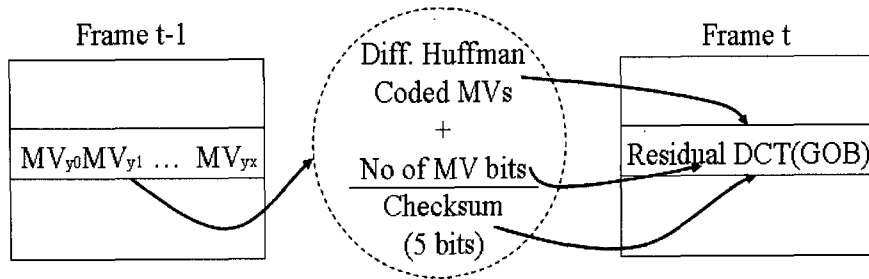 Frame t-1
MVy0MVy1 ... MVyx
Diff. Huffman
Coded MVs
+
No of MV bits
Checksum
(5 bits)
Frame t
Residual DCT(GOB)